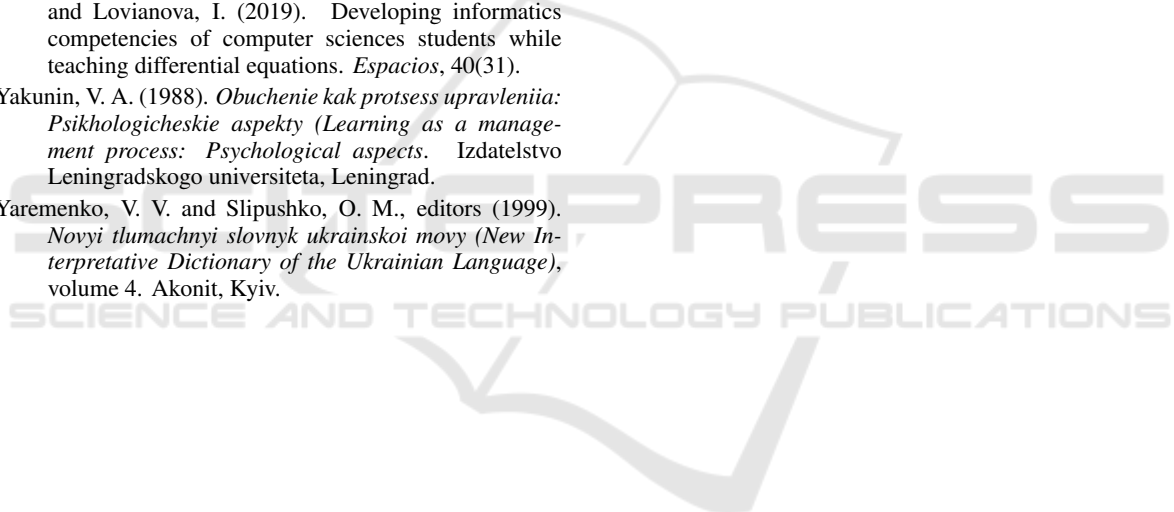 and Lovianova, I. (2019). Developing informatics
competencies of computer sciences students while
teaching differential equations. Espacios, 40(31).
Yakunin, V. A. (1988). Obuchenie kak protsess upravleniia:
Psikhologicheskie aspekty (Learning as a manage-
ment process: Psychological aspects. Izdatelstvo
Leningradskogo universiteta, Leningrad.
Yaremenko, V. V. and Slipushko, O. M., editors (1999).
Novyi tlumachnyi slovnyk ukrainskoi movy (New In-
terpretative Dictionary of the Ukrainian Language),
volume 4. Akonit, Kyiv.
SCITEPRESS
SCIENCE AND TECHNOLOGY PUBLICATIONS